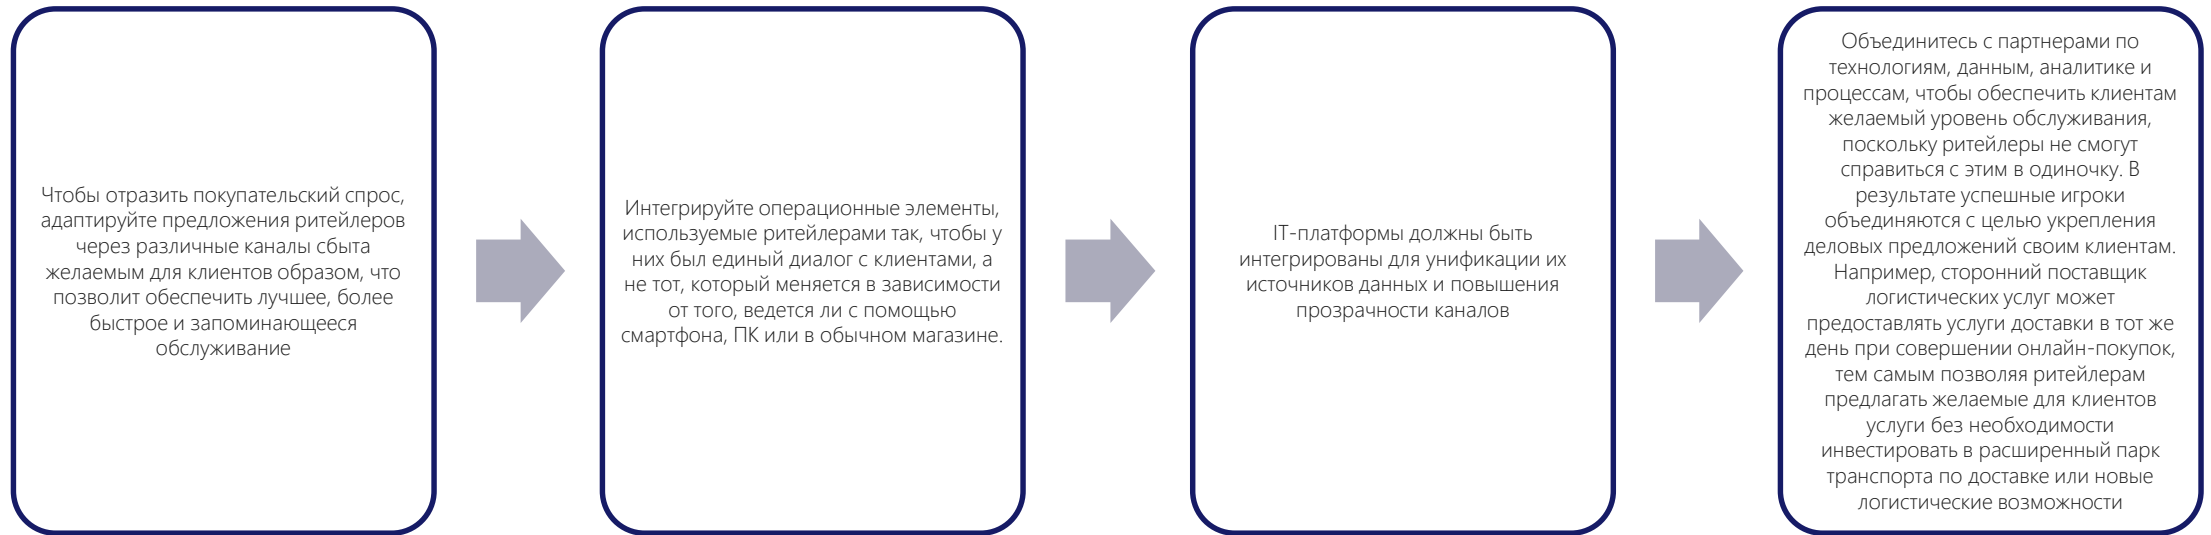 Чтобы отразить покупательский спрос,
адаптируйте предложения ритейлеров
через различные каналы сбыта
желаемым для клиентов образом, что
позволит обеспечить лучшее, более
быстрое и запоминающееся
обслуживание
Интегрируйте операционные элементы,
используемые ритейлерами так, чтобы у
них был единый диалог с клиентами, а
не тот, который меняется в зависимости
от того, ведется ли с помощью
смартфона, ПК или в обычном магазине.
IT-платформы должны быть
интегрированы для унификации их
источников данных и повышения
прозрачности каналов
Объединитесь с партнерами по
технологиям, данным, аналитике и
процессам, чтобы обеспечить клиентам
желаемый уровень обслуживания,
поскольку ритейлеры не смогут
справиться с этим в одиночку. В
результате успешные игроки
объединяются с целью укрепления
деловых предложений своим клиентам.
Например, сторонний поставщик
логистических услуг может
предоставлять услуги доставки в тот же
день при совершении онлайн-покупок,
тем самым позволяя ритейлерам
предлагать желаемые для клиентов
услуги без необходимости
инвестировать в расширенный парк
транспорта по доставке или новые
логистические возможности